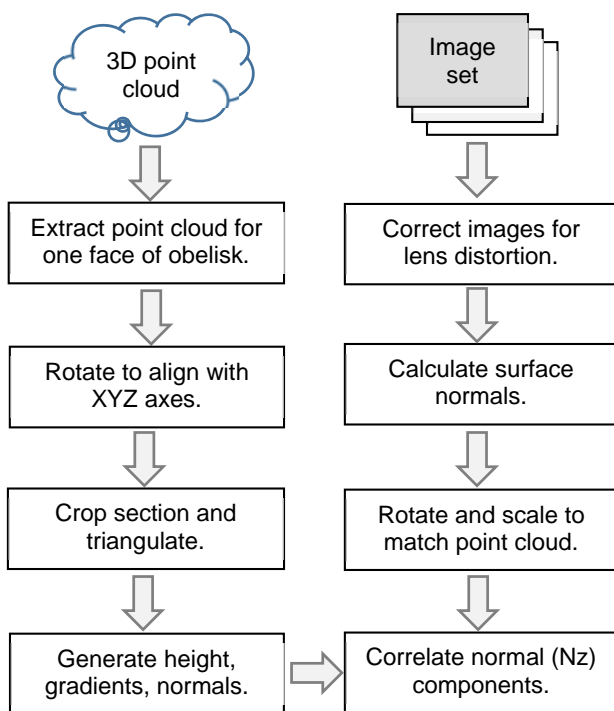 3D point
cloud
Extract point cloud for
one face of obelisk.
Rotate to align with
XYZ axes.
Crop section and
triangulate.
Generate height,
gradients, normals.
Image
set
Correct images for
lens distortion.
Calculate surface
normals.
Rotate and scale to
match point cloud.
Correlate normal (Nz)
components.